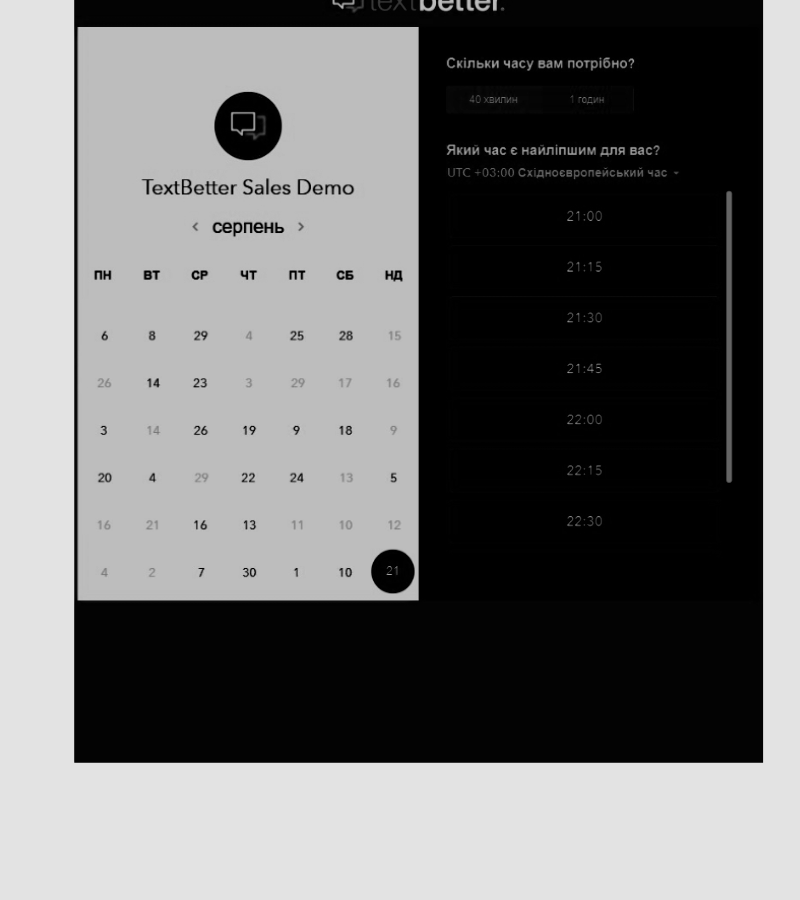 textbetter.
TextBetter Sales Demo
‹ серпень ›
ПН ВТ СР ЧТ ПТ СБ НД
6 8 29 4 25 28 15
26 14 23 3 29 17 16
3 14 26 19 9 18 9
20 4 29 22 24 13 5
16 21 16 13 11 10 12
4 2 7 30 1 10 21
Скільки часу вам потрібно?
40 хвилин 1 годин
Який час є найліпшим для вас?
UTC +03:00 Східноєвропейський час
21:00
21:15
21:30
21:45
22:00
22:15
22:30